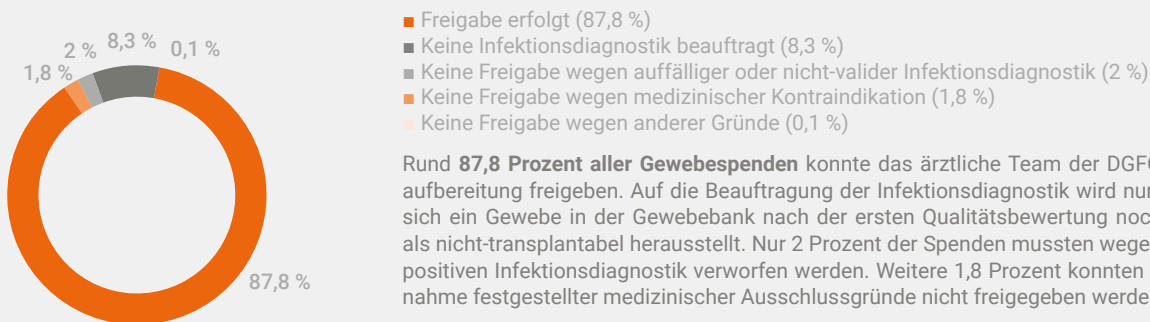 2 % 8,3 % 0,1 %
1,8 %
87,8 %
Freigabe erfolgt (87,8 %)
Keine Infektionsdiagnostik beauftragt (8,3 %)
Keine Freigabe wegen auffälliger oder nicht-valider Infektionsdiagnostik (2 %)
Keine Freigabe wegen medizinischer Kontraindikation (1,8 %)
Keine Freigabe wegen anderer Gründe (0,1 %)
Rund 87,8 Prozent aller Gewebespenden konnte das ärztliche Team der
aufbereitung freigeben. Auf die Beauftragung der Infektionsdiagnostik wird
sich ein Gewebe in der Gewebebank nach der ersten Qualitätsbewertung
als nicht-transplantabel herausstellt. Nur 2 Prozent der Spenden mussten
positiven Infektionsdiagnostik verworfen werden. Weitere 1,8 Prozent konnten
nahme festgestellter medizinischer Ausschlussgründe nicht freigegeben